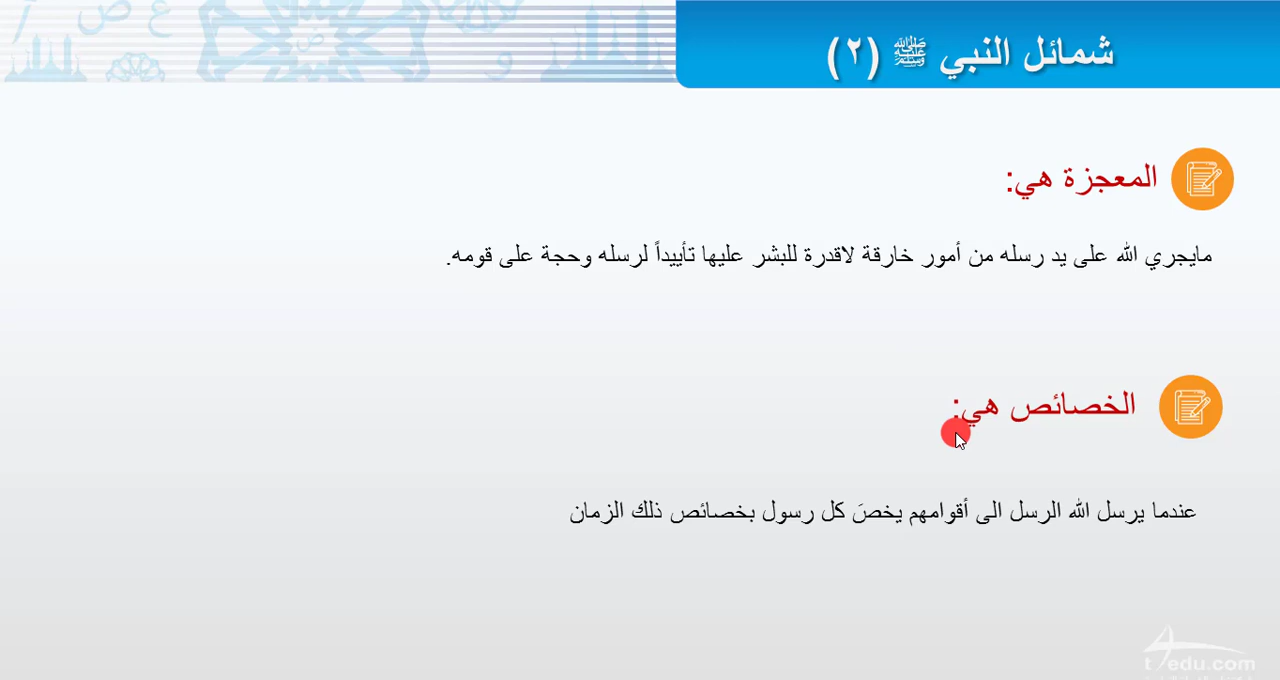 شمائل النبي ﷺ (٢)
المعجزة هي:
مايجري الله على يد رسله من أمور خارقة لاقدرة للبشر عليها تأييداً لرسله وحجة على قومه.
الخصائص هي:
عندما يرسل الله الرسل الى أقوامهم يخصَ كل رسول بخصائص ذلك الزمان